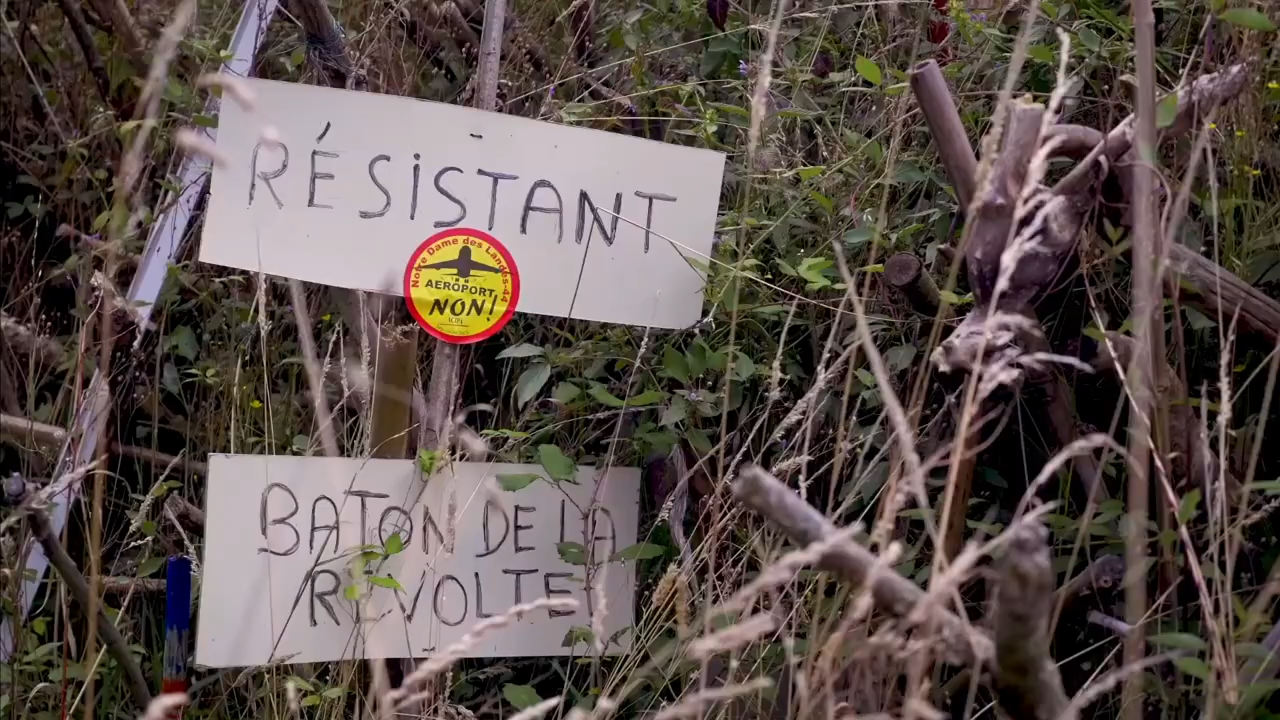 RÉSISTANT
Notre Dame des Landes-44
AEROPORT
NON!
BATON DE LA
REVOLTE